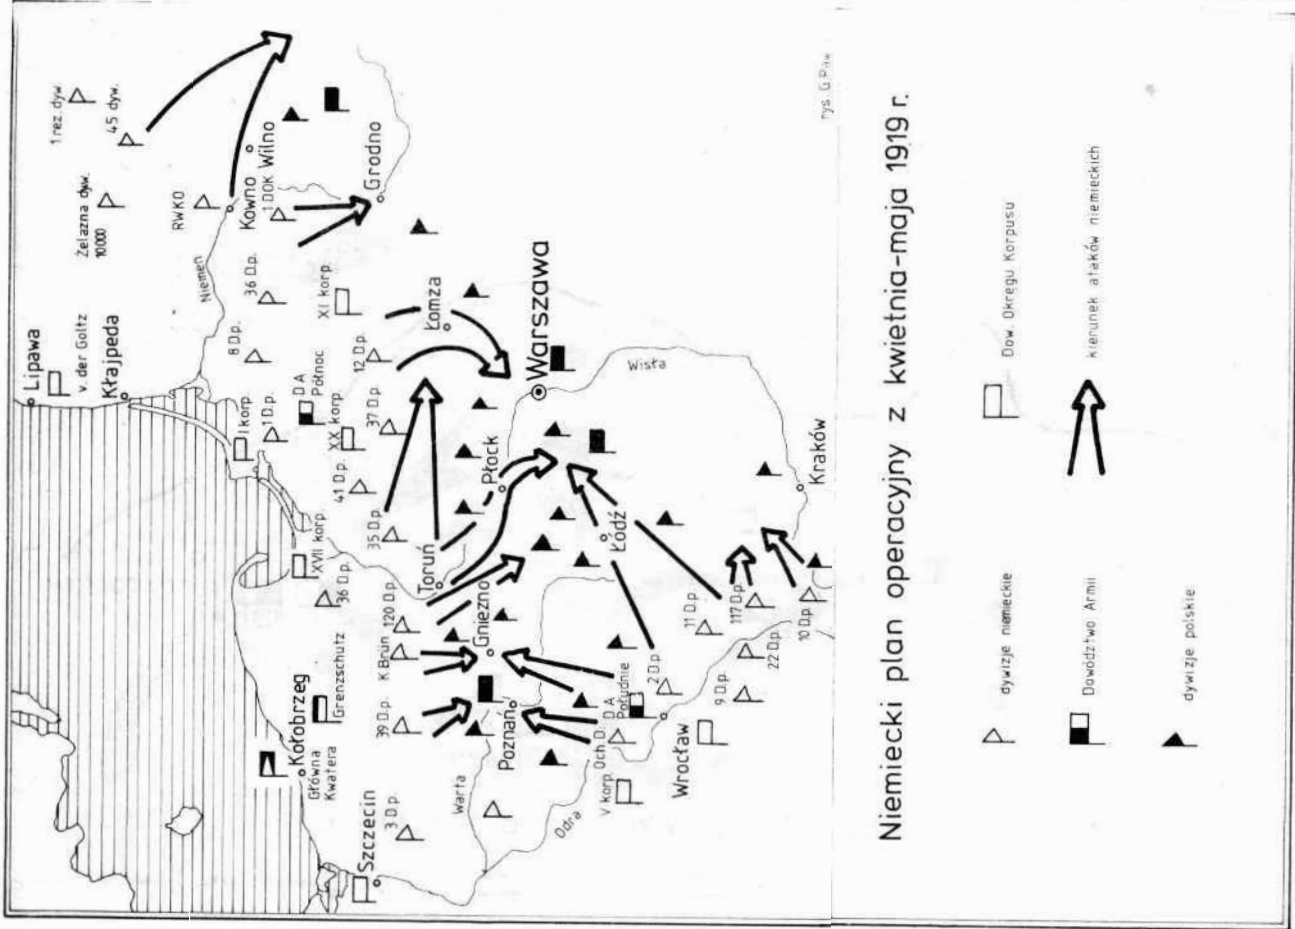 Lipawa
v. der Goltz
Kłajpeda
Żelazna dyw.
10000
1 rez. dyw.
45 dyw.
RWKO
Kowno
Wilno
1 DOK
Niemen
Grodno
36 D.p.
8 D.p.
XI korp.
I korp.
1 D.p.
D A
Północ
XX korp.
12 D.p.
37 D.p.
41 D.p.
35 D.p.
Łomża
Warszawa
Wisła
Płock
XVII korp.
36 D.p.
Toruń
120 D.p.
K Brün
Gniezno
Kołobrzeg
Główna
Kwatera
Grenzschutz
39 D.p.
Szczecin
3 D.p.
Warta
Poznań
Odra
V korp.
Och D.
D A
Południe
Wrocław
2 D.p.
9 D.p.
22 D.p.
11 D.p.
117 D.p.
10 D.p.
Łódź
Kraków
rys. G.Paw
Niemiecki plan operacyjny z kwietnia-maja 1919 r.
dywizje niemieckie
Dow. Okręgu Korpusu
Dowództwo Armii
kierunek ataków niemieckich
dywizje polskie